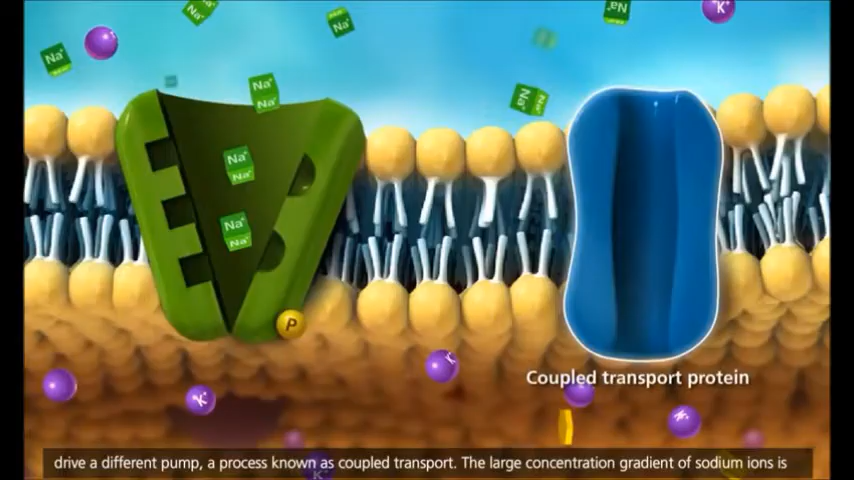 K⁺
Na⁺
Na⁺
Na⁺
Na⁺
Na⁺
Na⁺
Na⁺
Na⁺
Na⁺
Na⁺
Na⁺
Na⁺
P
K
K⁺
K⁺
Coupled transport protein
drive a different pump, a process known as coupled transport. The large concentration gradient of sodium ions is
K⁺